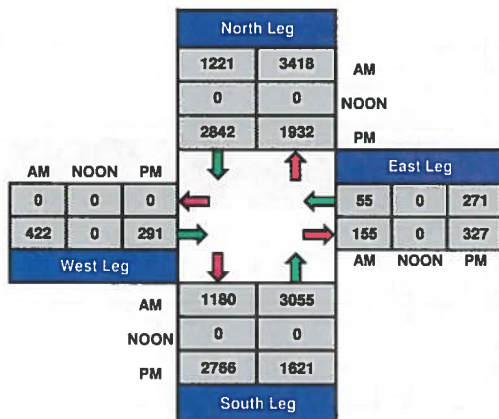 North Leg
1221 3418 AM
0 0 NOON
2842 1932 PM
AM NOON PM
East Leg
0 0 0
55 0 271
422 0 291
155 0 327
West Leg
AM NOON PM
AM 1180 3055
NOON 0 0
PM 2766 1621
South Leg